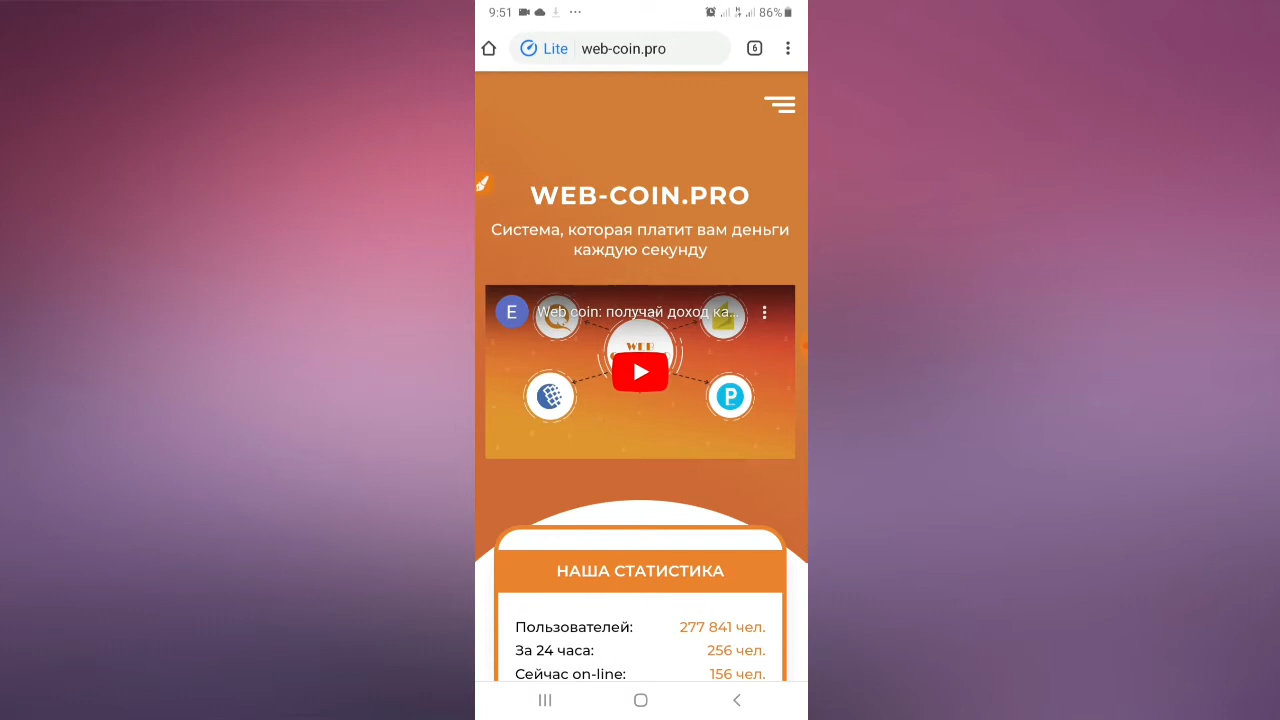 9:51
86%
Lite web-coin.pro
6
WEB-COIN.PRO
Система, которая платит вам деньги
каждую секунду
E
Web coin: получай доход ка...
WEB
P
НАША СТАТИСТИКА
Пользователей: 277 841 чел.
За 24 часа: 256 чел.
Сейчас on-line: 156 чел.